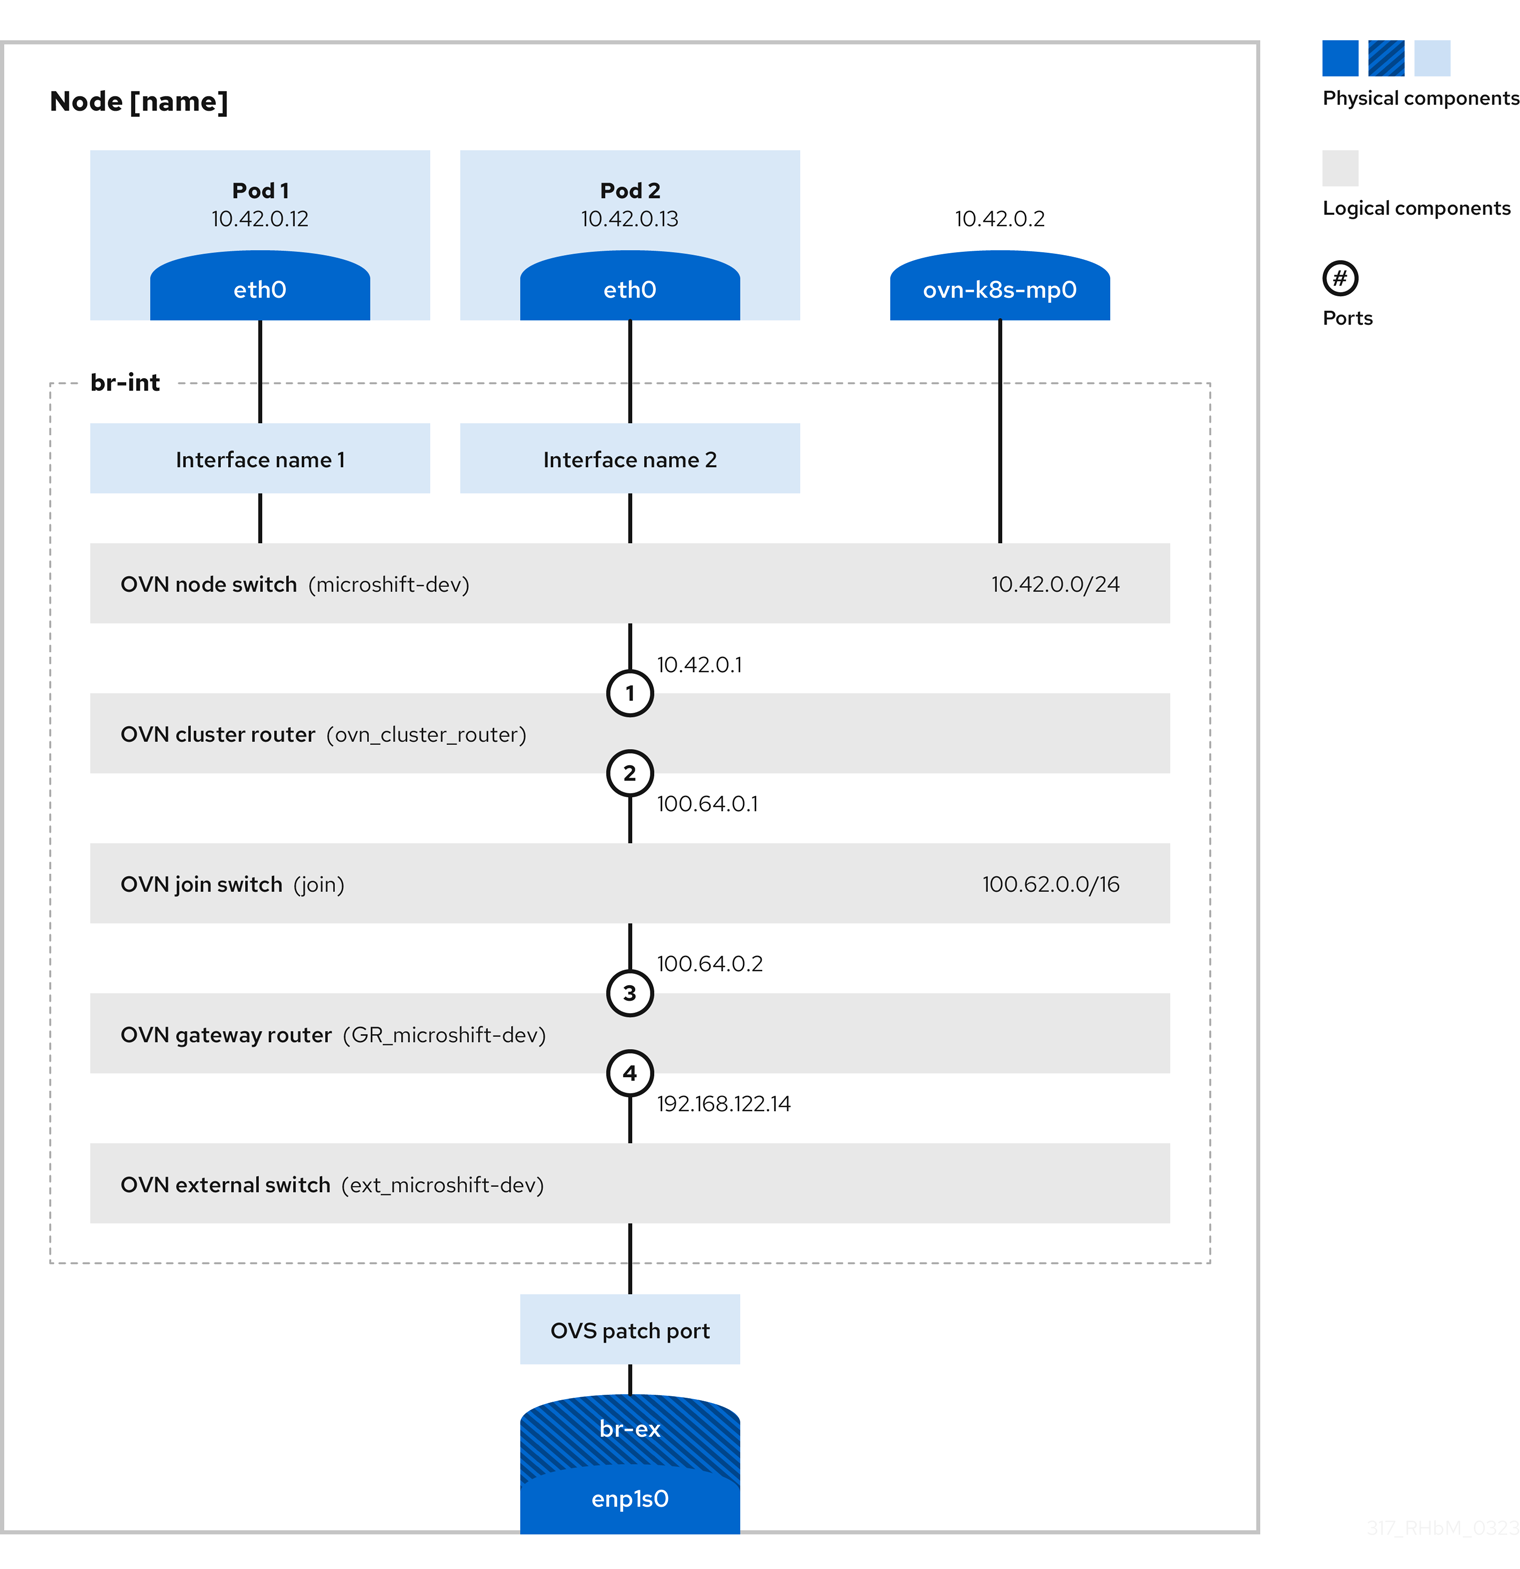 Node [name]
Physical components
Logical components
#
Ports
Pod 1
10.42.0.12
eth0
Pod 2
10.42.0.13
eth0
10.42.0.2
ovn-k8s-mp0
br-int
Interface name 1
Interface name 2
OVN node switch (microshift-dev) 10.42.0.0/24
10.42.0.1
1
OVN cluster router (ovn_cluster_router)
2
100.64.0.1
OVN join switch (join) 100.62.0.0/16
100.64.0.2
3
OVN gateway router (GR_microshift-dev)
4
192.168.122.14
OVN external switch (ext_microshift-dev)
OVS patch port
br-ex
enp1s0
317_RHbM_0323